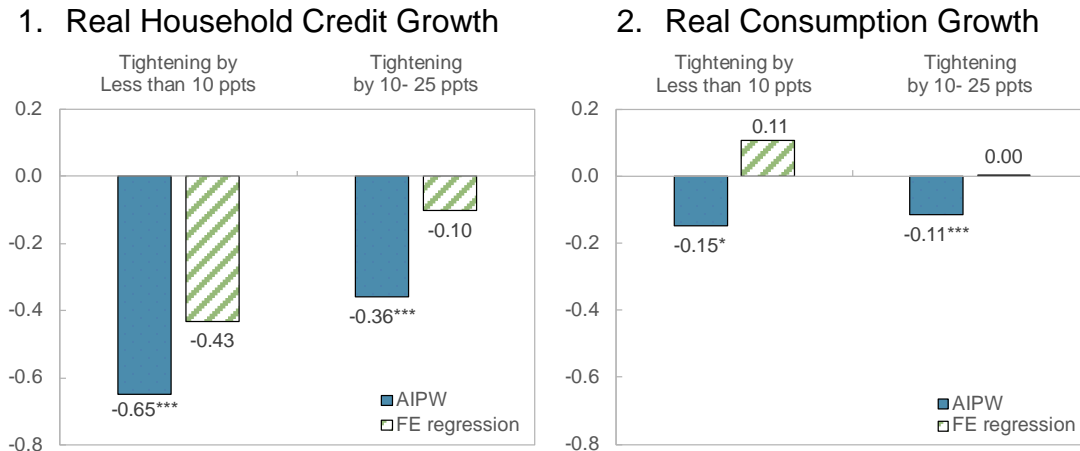 1. Real Household Credit Growth
Tightening by
Less than 10 ppts
Tightening
by 10- 25 ppts
0.2
0.0
-0.2
-0.4
-0.6
-0.8
-0.65***
-0.43
-0.36***
-0.10
AIPW
FE regression
2. Real Consumption Growth
Tightening by
Less than 10 ppts
Tightening
by 10- 25 ppts
0.2
0.0
-0.2
-0.4
-0.6
-0.8
-0.15*
0.11
-0.11***
0.00
AIPW
FE regression